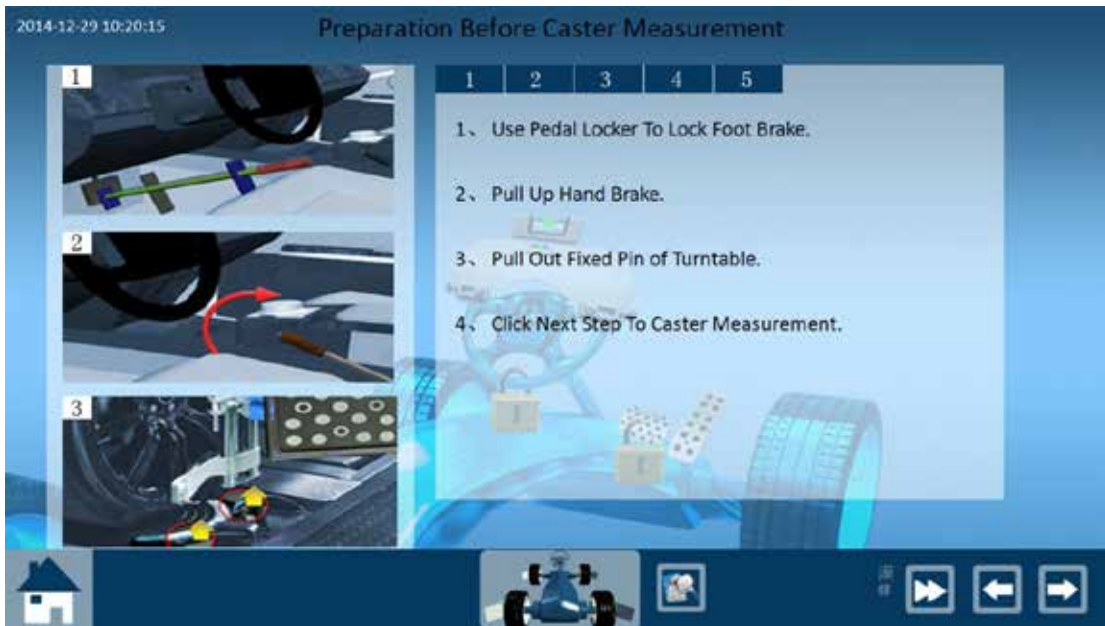 2014-12-29 10:20:15
Preparation Before Caster Measurement
1
2
3
1 2 3 4 5
1、 Use Pedal Locker To Lock Foot Brake.
2、 Pull Up Hand Brake.
3、 Pull Out Fixed Pin of Turntable.
4、 Click Next Step To Caster Measurement.